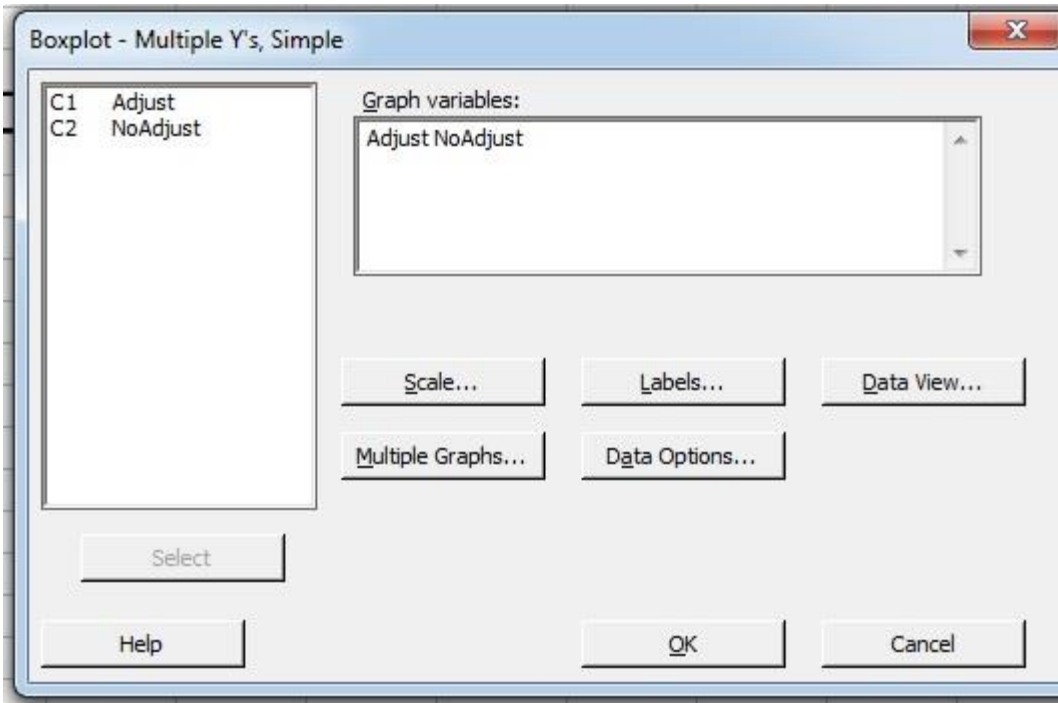 Boxplot - Multiple Y's, Simple
C1 Adjust
C2 NoAdjust
Graph variables:
Adjust NoAdjust
Scale...
Labels...
Data View...
Multiple Graphs...
Data Options...
Select
Help
OK
Cancel